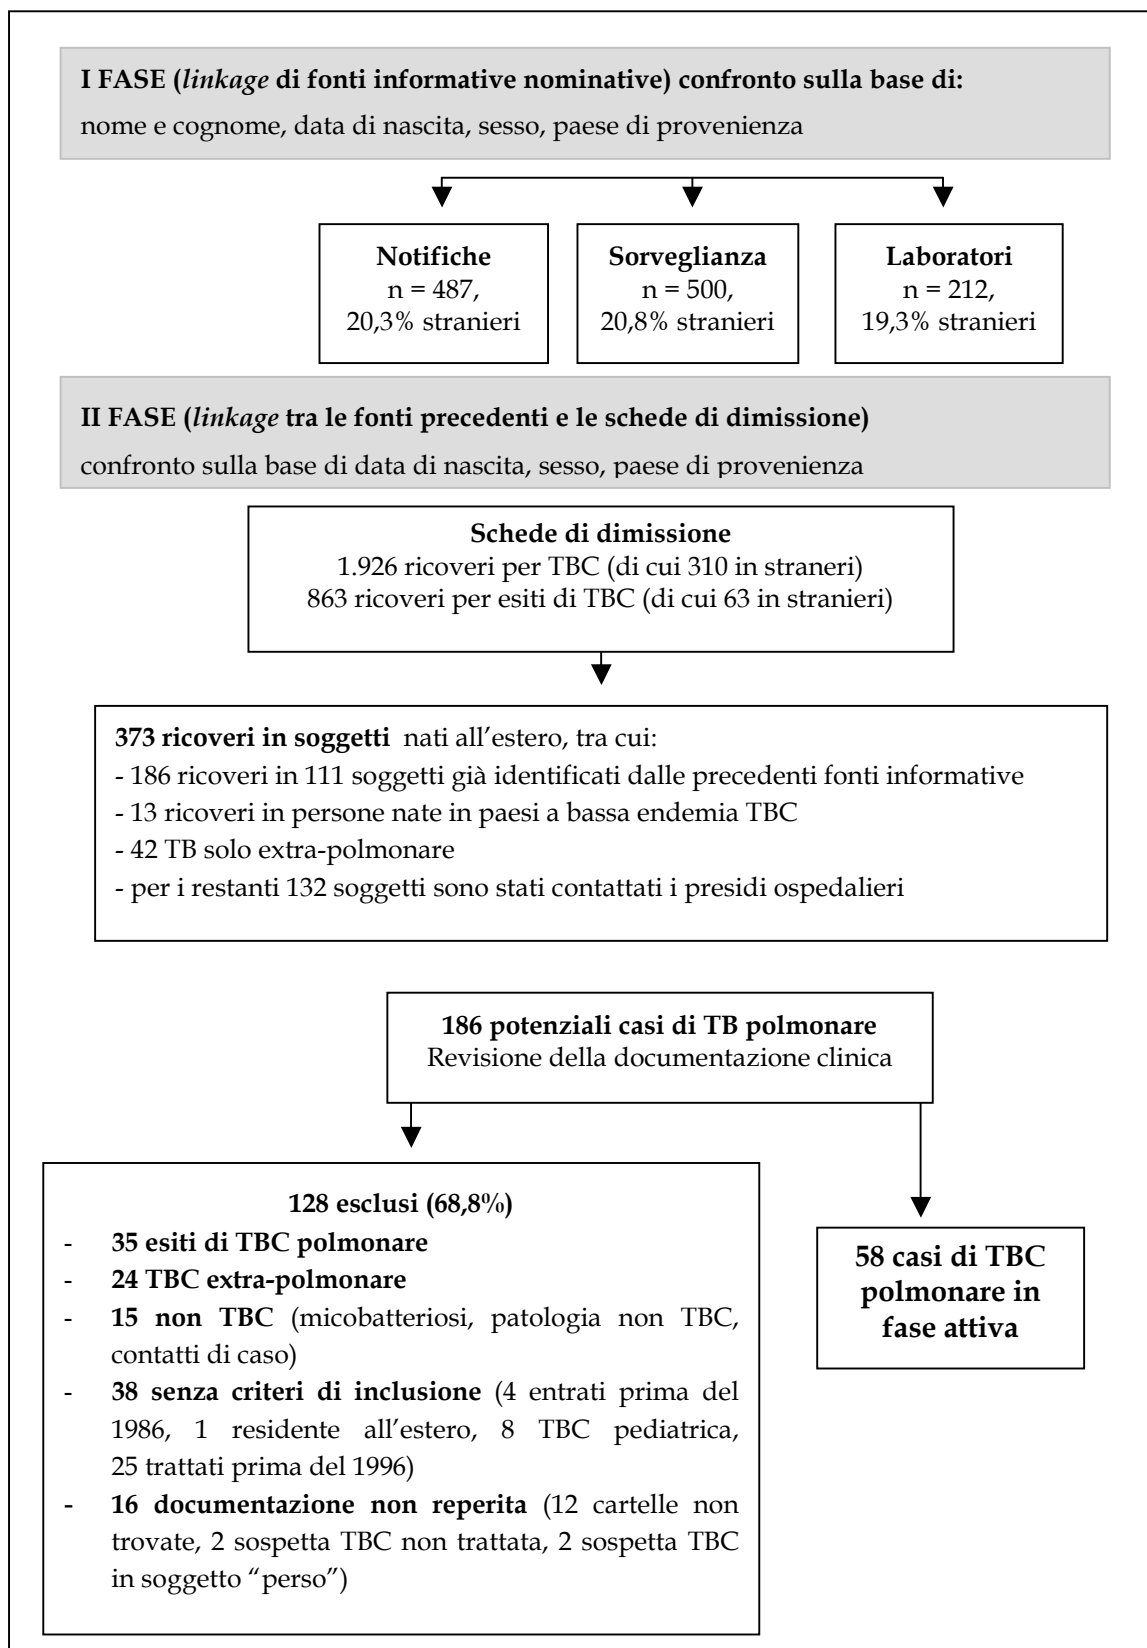 I FASE (linkage di fonti informative nominative) confronto sulla base di:
nome e cognome, data di nascita, sesso, paese di provenienza
Notifiche
n = 487,
20,3% stranieri
Sorveglianza
n = 500,
20,8% stranieri
Laboratori
n = 212,
19,3% stranieri
II FASE (linkage tra le fonti precedenti e le schede di dimissione)
confronto sulla base di data di nascita, sesso, paese di provenienza
Schede di dimissione
1.926 ricoveri per TBC (di cui 310 in straneri)
863 ricoveri per esiti di TBC (di cui 63 in stranieri)
373 ricoveri in soggetti nati all'estero, tra cui:
- 186 ricoveri in 111 soggetti già identificati dalle precedenti fonti informative
- 13 ricoveri in persone nate in paesi a bassa endemia TBC
- 42 TB solo extra-polmonare
- per i restanti 132 soggetti sono stati contattati i presidi ospedalieri
186 potenziali casi di TB polmonare
Revisione della documentazione clinica
128 esclusi (68,8%)
- 35 esiti di TBC polmonare
- 24 TBC extra-polmonare
- 15 non TBC (micobatteriosi, patologia non TBC,
contatti di caso)
- 38 senza criteri di inclusione (4 entrati prima del
1986, 1 residente all'estero, 8 TBC pediatrica,
25 trattati prima del 1996)
- 16 documentazione non reperita (12 cartelle non
trovate, 2 sospetta TBC non trattata, 2 sospetta TBC
in soggetto "perso")
58 casi di TBC
polmonare in
fase attiva